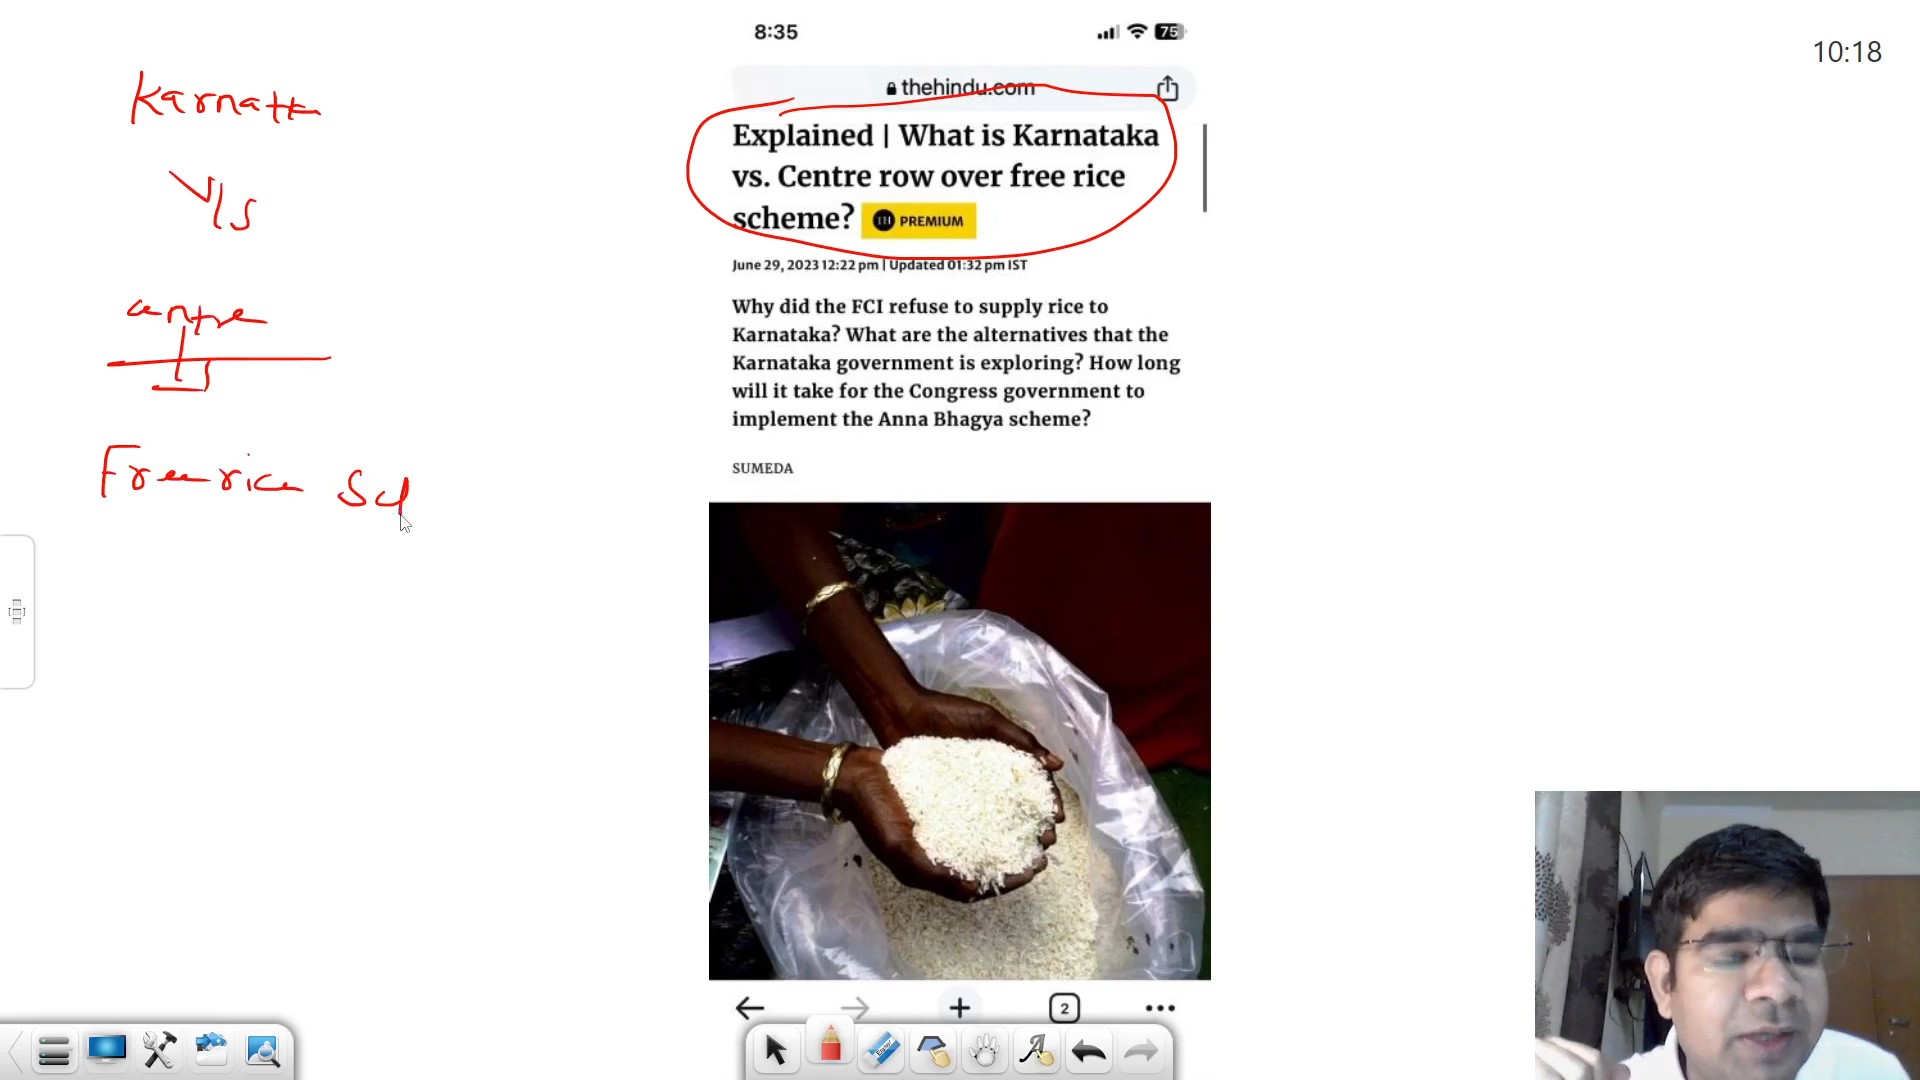 8:35
75
10:18
thehindu.com
Karnat
V/S
centre
Free rice Sch
Explained | What is Karnataka
vs. Centre row over free rice
scheme? TH PREMIUM
June 29, 2023 12:22 pm | Updated 01:32 pm IST
Why did the FCI refuse to supply rice to
Karnataka? What are the alternatives that the
Karnataka government is exploring? How long
will it take for the Congress government to
implement the Anna Bhagya scheme?
SUMEDA
2